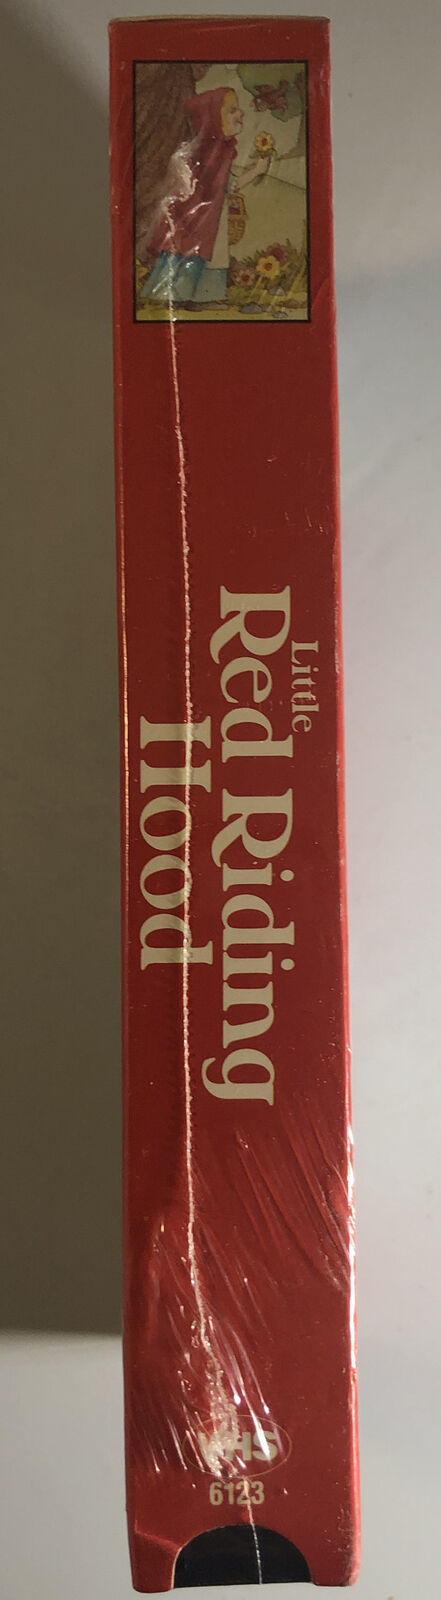 Little
Red Riding
Hood
VHS
6123